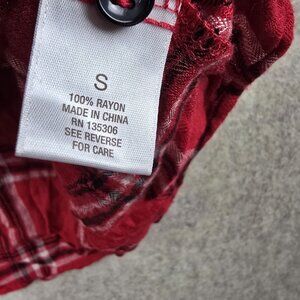 S
100% RAYON
MADE IN CHINA
RN 135306
SEE REVERSE
FOR CARE